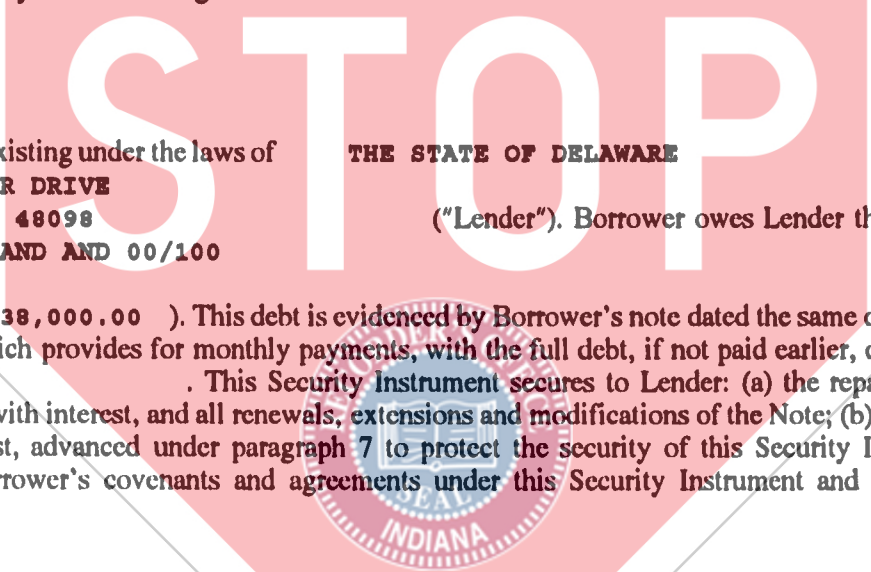 STOP
xisting under the laws of THE STATE OF DELAWARE
R DRIVE
48098 ("Lender"). Borrower owes Lender th
AND AND 00/100
38,000.00 ). This debt is evidenced by Borrower's note dated the same
ich provides for monthly payments, with the full debt, if not paid earlier,
. This Security Instrument secures to Lender: (a) the repa
with interest, and all renewals, extensions and modifications of the Note; (b)
st, advanced under paragraph 7 to protect the security of this Security I
rrower's covenants and agreements under this Security Instrument and
SEAL
INDIANA